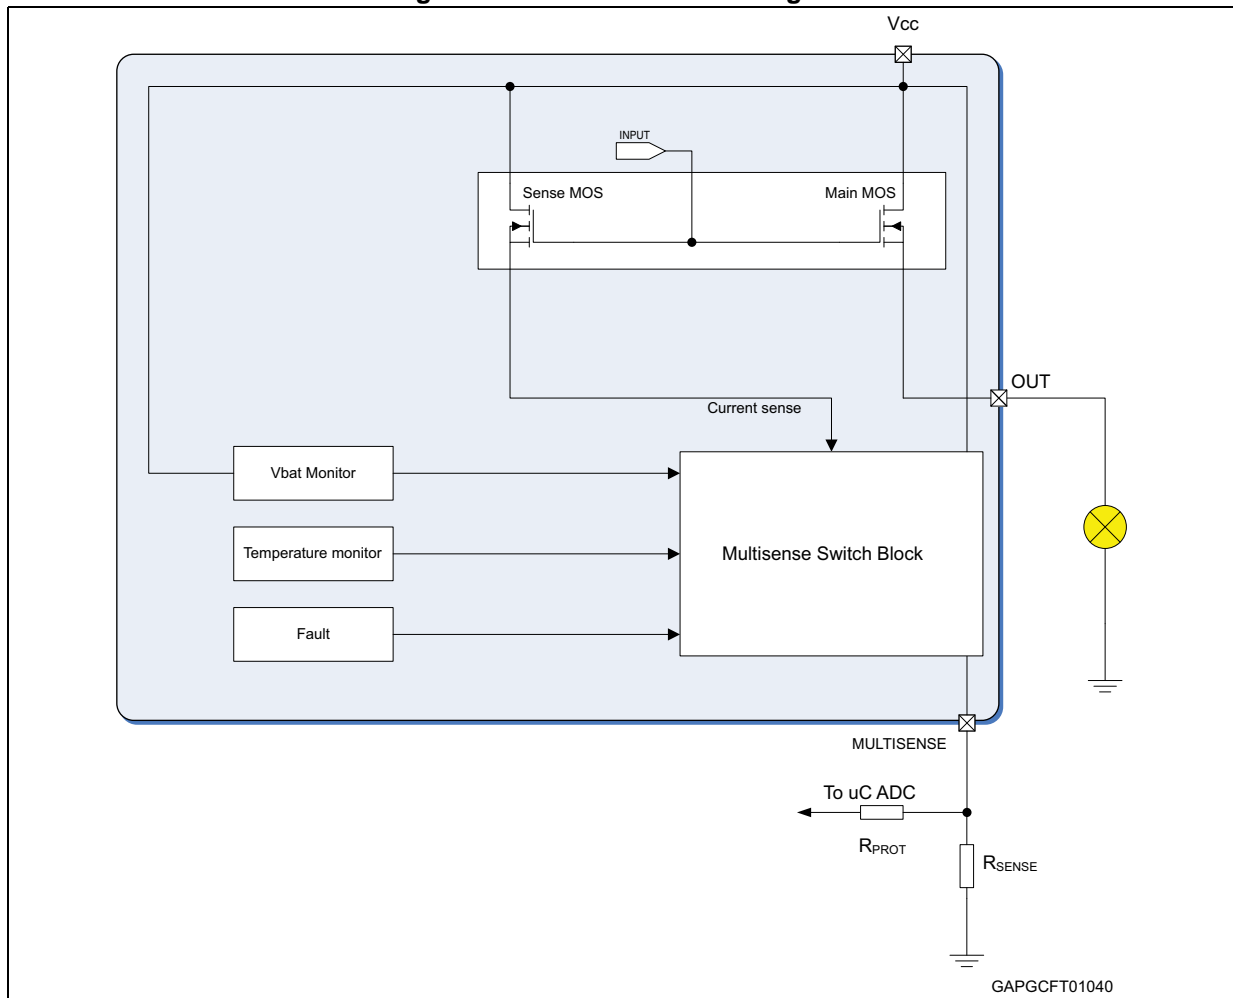 Vcc
INPUT
Sense MOS
Main MOS
OUT
Current sense
Vbat Monitor
Temperature monitor
Multisense Switch Block
Fault
MULTISENSE
To uC ADC
RPROT
RSENSE
GAPGCFT01040